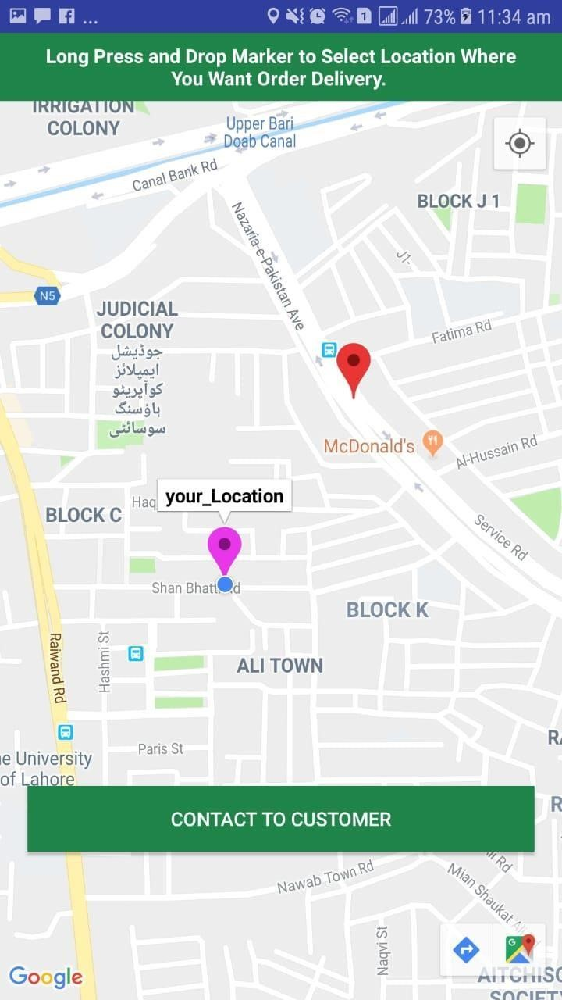 73% 11:34 am
Long Press and Drop Marker to Select Location Where
You Want Order Delivery.
IRRIGATION
COLONY
Upper Bari
Doab Canal
Canal Bank Rd
BLOCK J 1
Nazaria-e-Pakistan Ave
J1-
N5
JUDICIAL
COLONY
جوڈیشل
ایمپلائز
کوآپریٹو
ہاؤسنگ
سوسائٹی
Fatima Rd
McDonald's
Al-Hussain Rd
your_Location
Haq
BLOCK C
Service Rd
Shan Bhatti Rd
BLOCK K
Raiwand Rd
Hashmi St
ALI TOWN
Paris St
University
of Lahore
CONTACT TO CUSTOMER
Nawab Town Rd
Rd
Mian Shaukat Ali
Naqvi St
Google